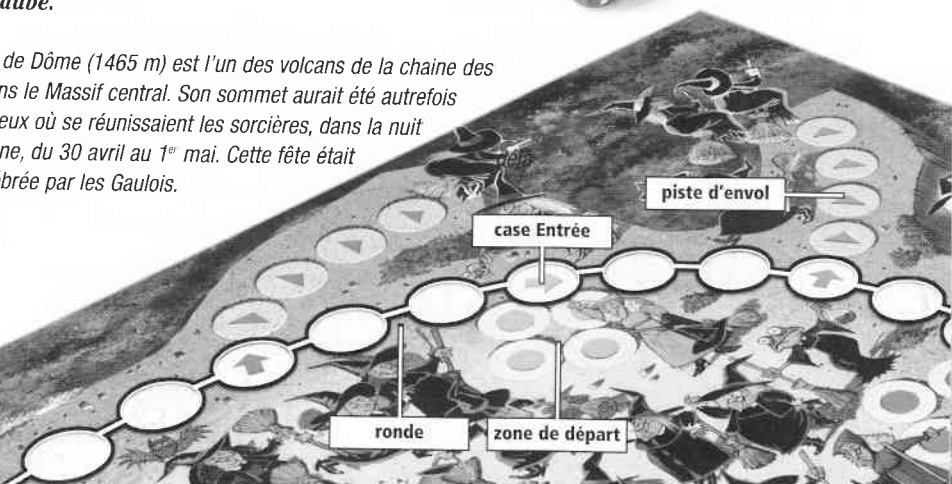 aube.
de Dôme (1465 m) est l'un des volcans de la chaine des
ns le Massif central. Son sommet aurait été autrefois
eux où se réunissaient les sorcières, dans la nuit
ne, du 30 avril au 1er mai. Cette fête était
brée par les Gaulois.
piste d'envol
case Entrée
ronde
zone de départ